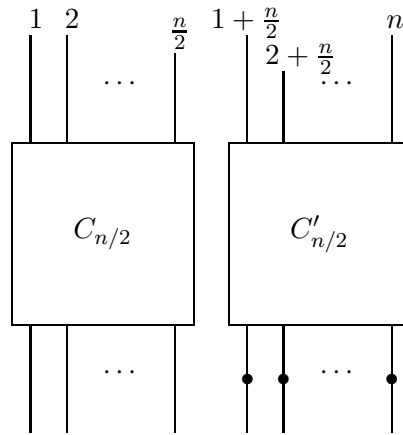 1 2 … n/2 1 + n/2 2 + n/2 … n
C_{n/2} C'_{n/2}
… …